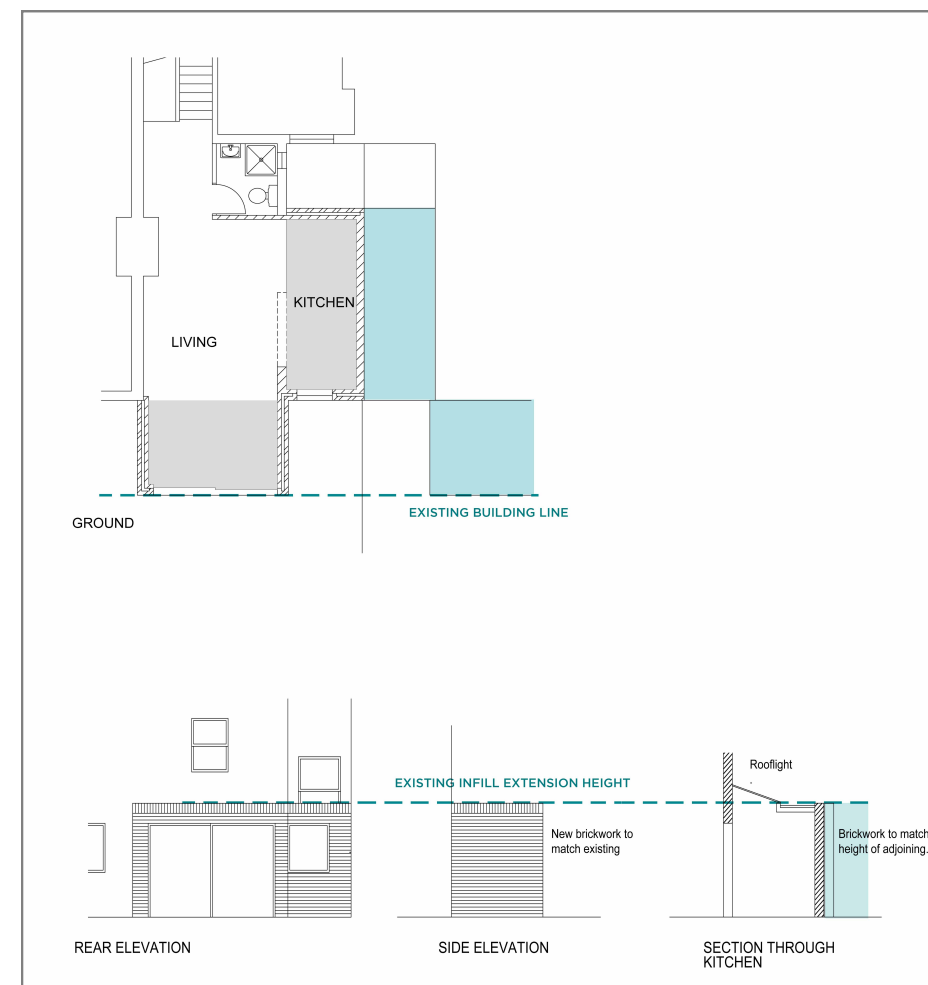 KITCHEN
LIVING
EXISTING BUILDING LINE
GROUND
Rooflight
EXISTING INFILL EXTENSION HEIGHT
New brickwork to
match existing
Brickwork to match
height of adjoining.
REAR ELEVATION
SIDE ELEVATION
SECTION THROUGH
KITCHEN